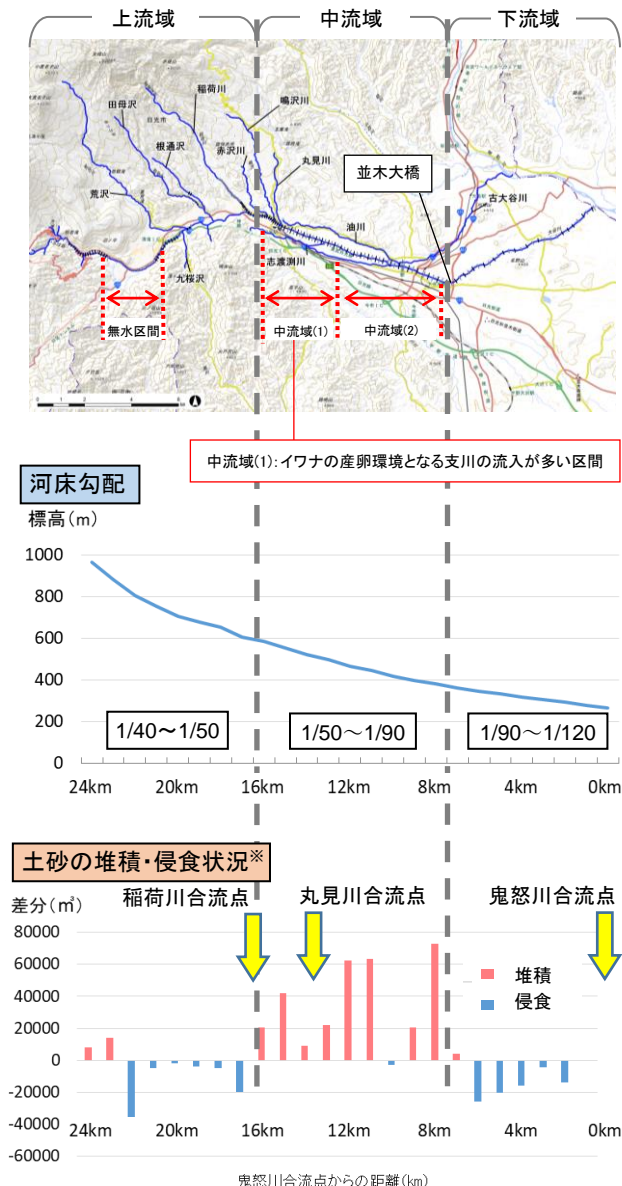 上流域
中流域
下流域
稲荷川
鳴沢川
田母沢
日光市
根通沢
赤沢川
丸見川
並木大橋
荒沢
油川
古大谷川
志渡渕川
九桜沢
無水区間
中流域(1)
中流域(2)
中流域(1):イワナの産卵環境となる支川の流入が多い区間
河床勾配
標高(m)
1000
800
600
400
200
0
1/40～1/50
1/50～1/90
1/90～1/120
24km
20km
16km
12km
8km
4km
0km
土砂の堆積・侵食状況※
差分(㎥)
稲荷川合流点
丸見川合流点
鬼怒川合流点
80000
60000
40000
20000
0
-20000
-40000
-60000
堆積
侵食
24km
20km
16km
12km
8km
4km
0km
鬼怒川合流点からの距離(km)